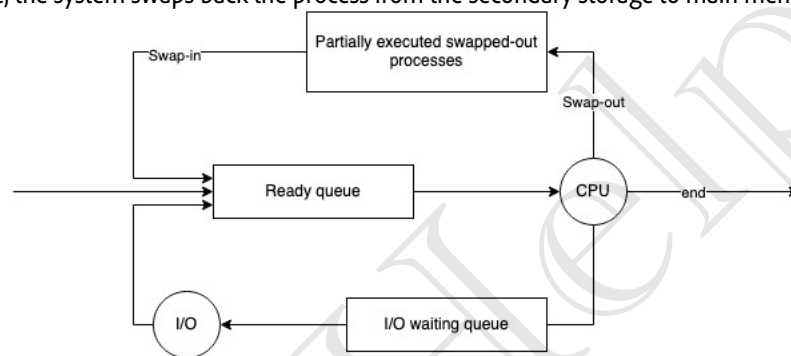 the system swaps back the process from the secondary storage to main
Partially executed swapped-out
processes
Swap-in
Swap-out
Ready queue
CPU
end
I/O
I/O waiting queue
Help